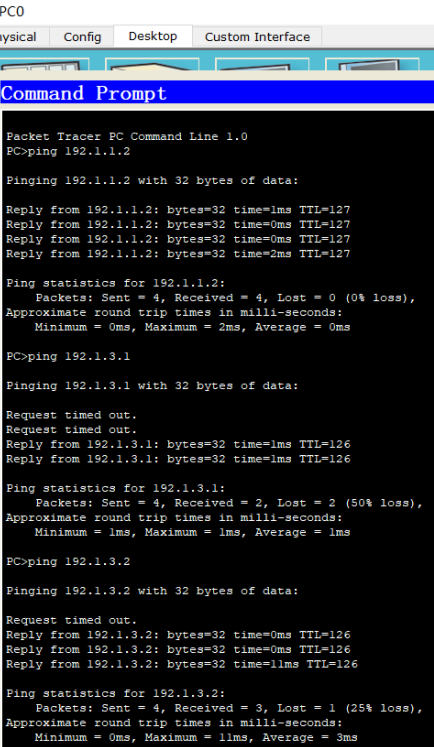 PC0
Config
Desktop
Custom Interface
Command Prompt
Packet Tracer PC Command Line 1.0
PC>ping 192.1.1.2
Pinging 192.1.1.2 with 32 bytes of data:
Reply from 192.1.1.2: bytes=32 time=1ms TTL=127
Reply from 192.1.1.2: bytes=32 time=0ms TTL=127
Reply from 192.1.1.2: bytes=32 time=0ms TTL=127
Reply from 192.1.1.2: bytes=32 time=2ms TTL=127
Ping statistics for 192.1.1.2:
Packets: Sent = 4, Received = 4, Lost = 0 (0% loss),
Approximate round trip times in milli-seconds:
Minimum = 0ms, Maximum = 2ms, Average = 0ms
PC>ping 192.1.3.1
Pinging 192.1.3.1 with 32 bytes of data:
Request timed out.
Request timed out.
Reply from 192.1.3.1: bytes=32 time=1ms TTL=126
Reply from 192.1.3.1: bytes=32 time=1ms TTL=126
Ping statistics for 192.1.3.1:
Packets: Sent = 4, Received = 2, Lost = 2 (50% loss),
Approximate round trip times in milli-seconds:
Minimum = 1ms, Maximum = 1ms, Average = 1ms
PC>ping 192.1.3.2
Pinging 192.1.3.2 with 32 bytes of data:
Request timed out.
Reply from 192.1.3.2: bytes=32 time=0ms TTL=126
Reply from 192.1.3.2: bytes=32 time=0ms TTL=126
Reply from 192.1.3.2: bytes=32 time=11ms TTL=126
Ping statistics for 192.1.3.2:
Packets: Sent = 4, Received = 3, Lost = 1 (25% loss),
Approximate round trip times in milli-seconds:
Minimum = 0ms, Maximum = 11ms, Average = 3ms